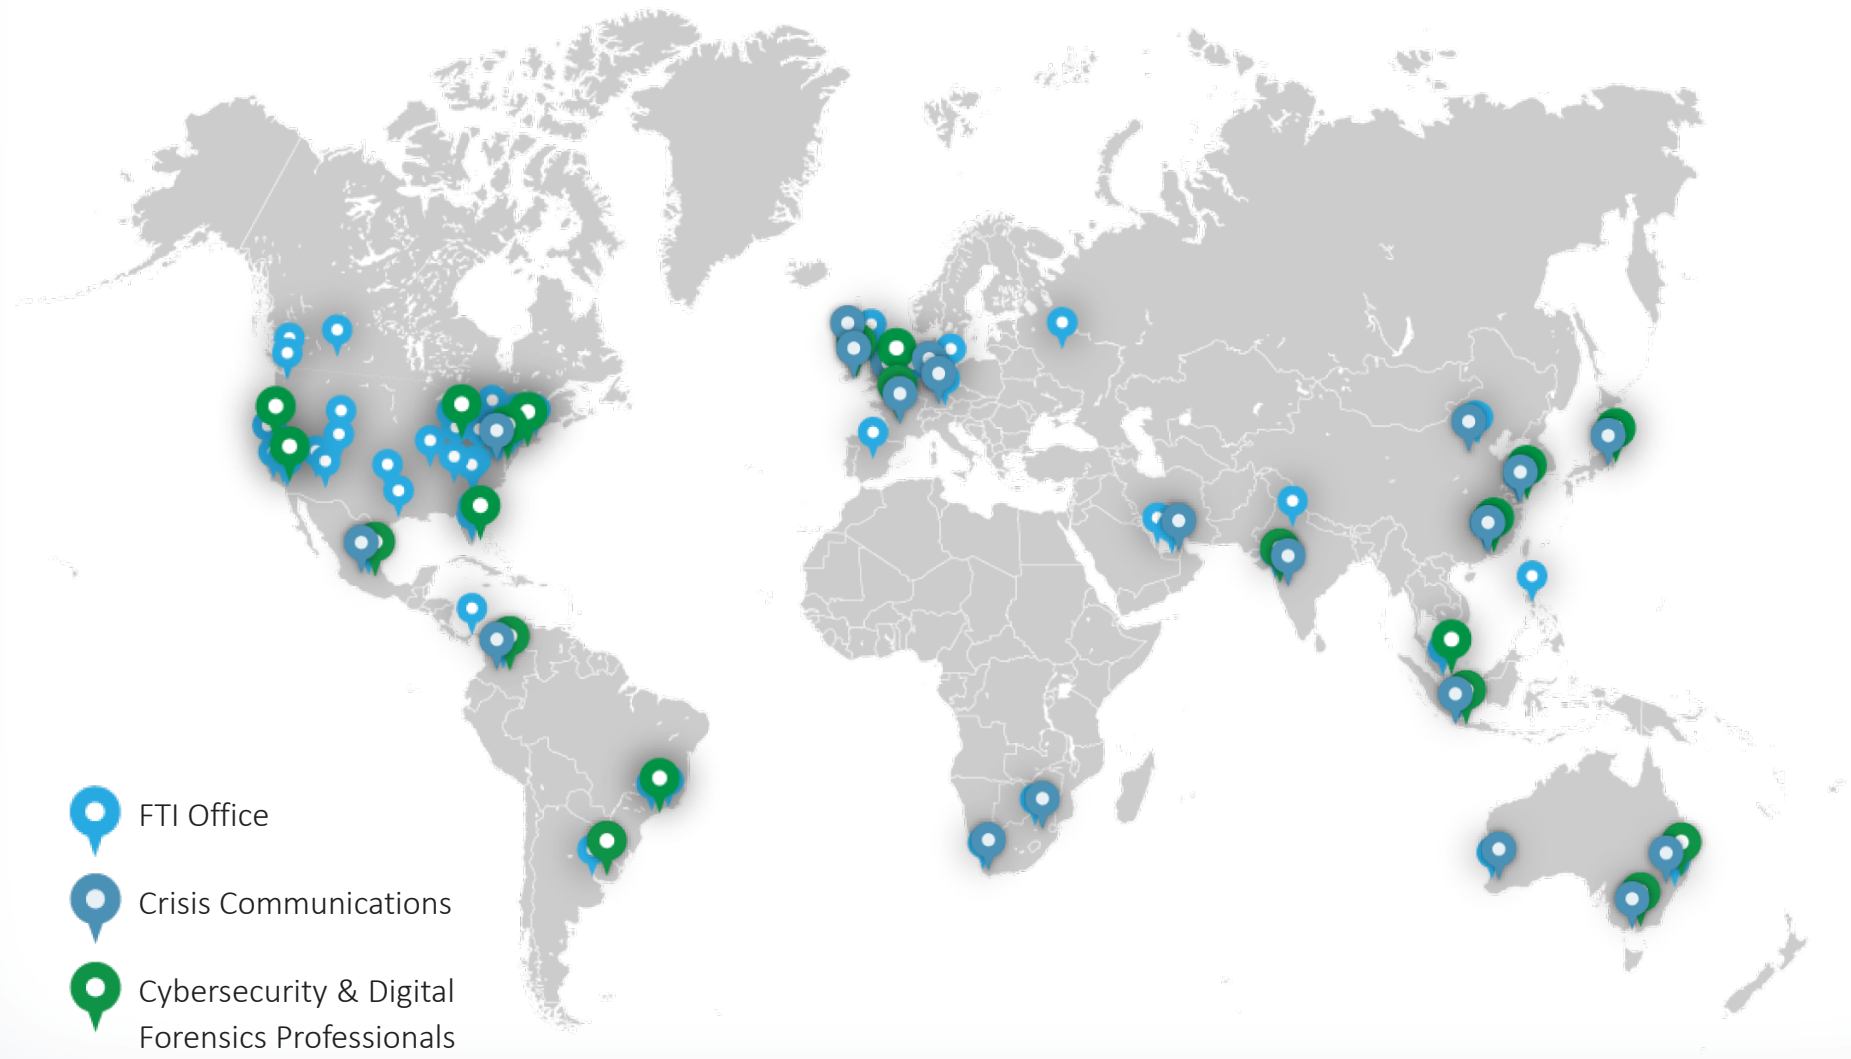 FTI Office
Crisis Communications
Cybersecurity & Digital
Forensics Professionals